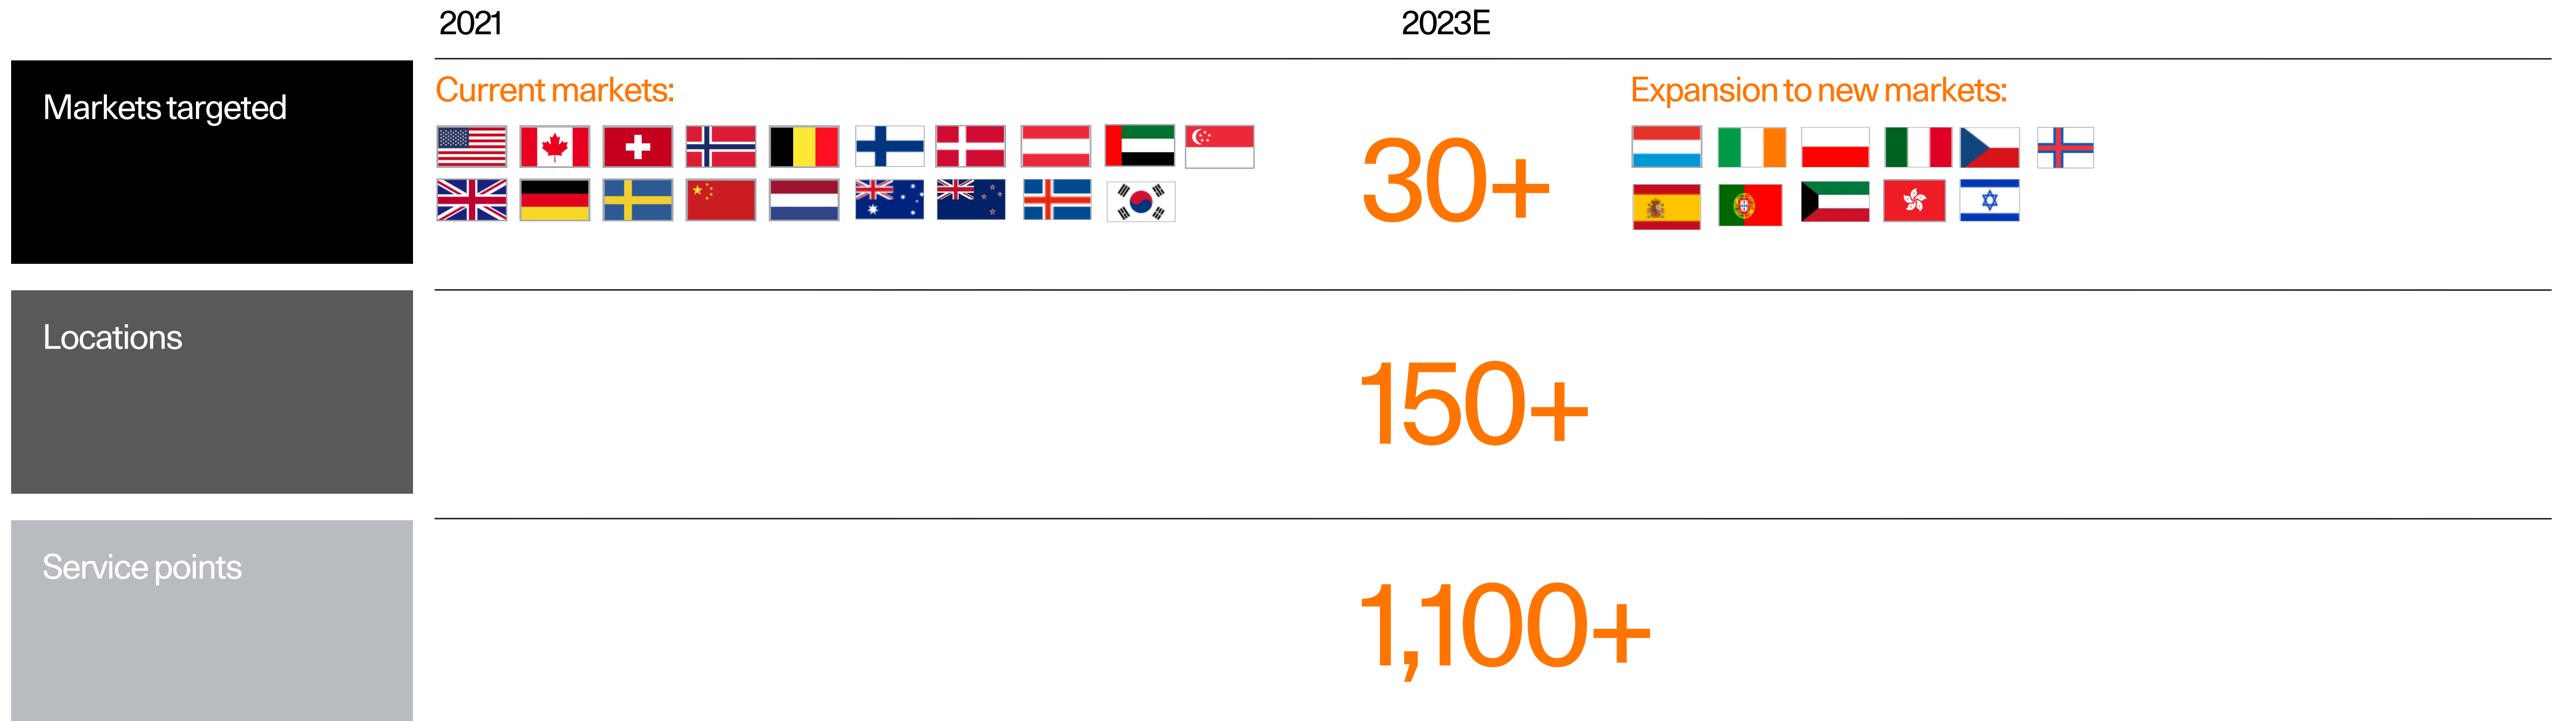 2021 2023E
Markets targeted
Current markets:
30+
Expansion to new markets:
Locations
150+
Service points
1,100+